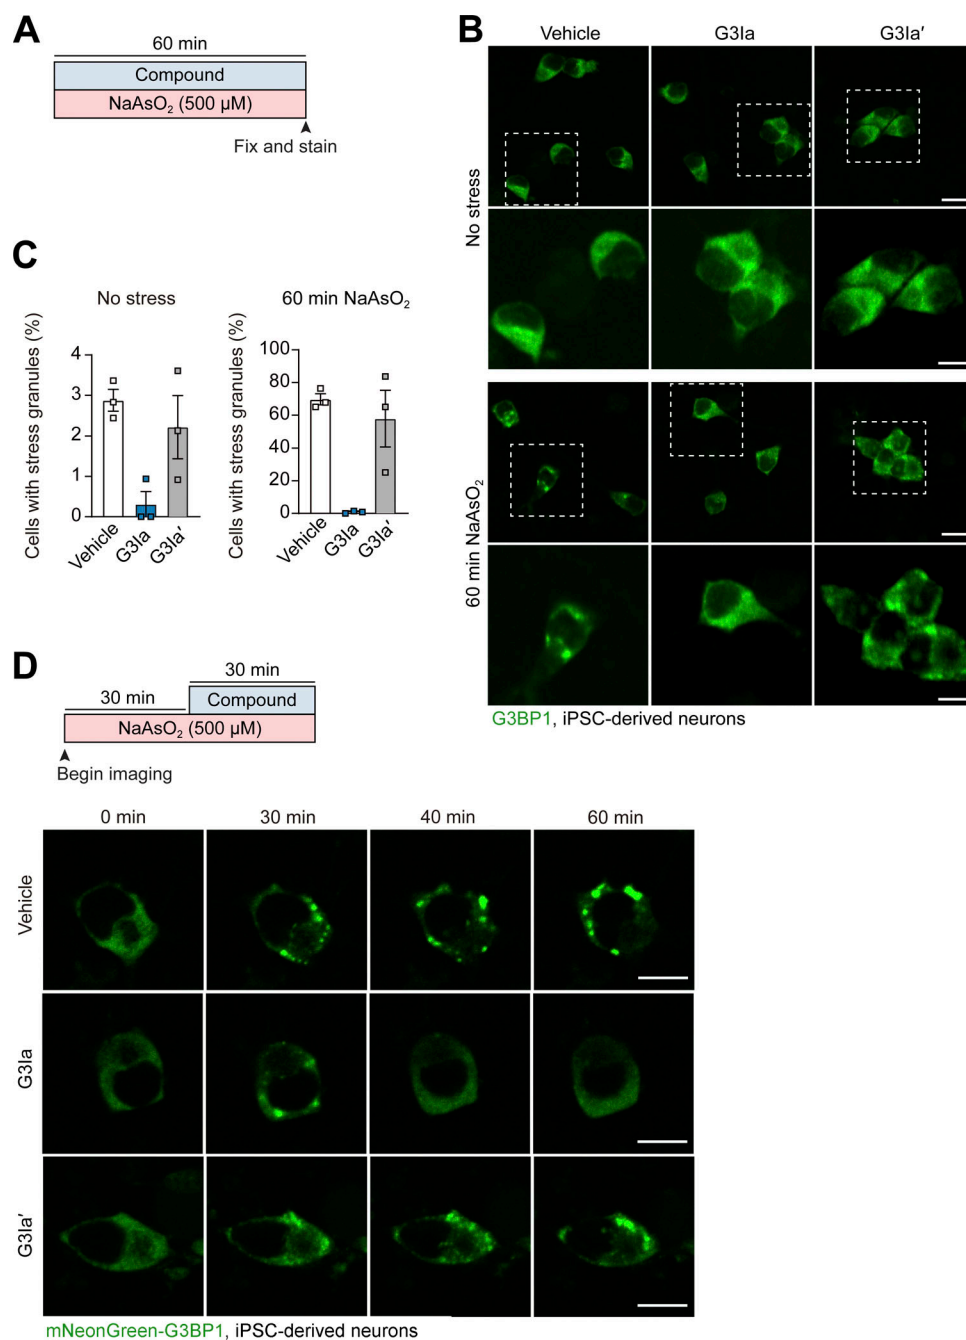 A
60 min
Compound
NaAsO₂ (500 µM)
Fix and stain
B
Vehicle
G3Ia
G3Ia′
No stress
60 min NaAsO₂
G3BP1, iPSC-derived neurons
C
No stress
Cells with stress granules (%)
4
3
2
1
0
Vehicle
G3Ia
G3Ia′
60 min NaAsO₂
Cells with stress granules (%)
100
80
60
40
20
0
Vehicle
G3Ia
G3Ia′
D
30 min
30 min
Compound
NaAsO₂ (500 µM)
Begin imaging
0 min
30 min
40 min
60 min
Vehicle
G3Ia
G3Ia′
mNeonGreen-G3BP1, iPSC-derived neurons